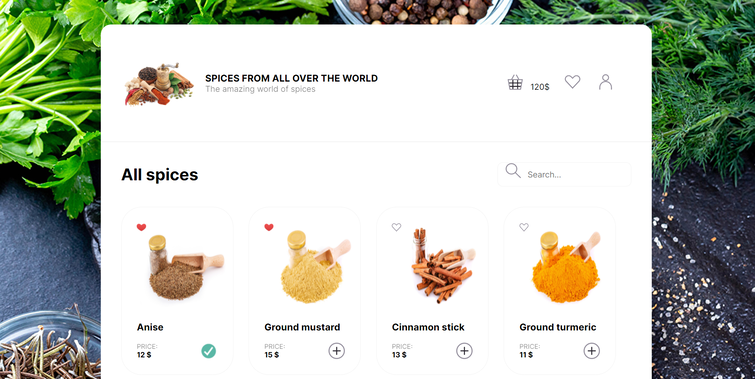 SPICES FROM ALL OVER THE WORLD
The amazing world of spices
120$
All spices
Search...
Anise
PRICE:
12 $
Ground mustard
PRICE:
15 $
Cinnamon stick
PRICE:
13 $
Ground turmeric
PRICE:
11 $